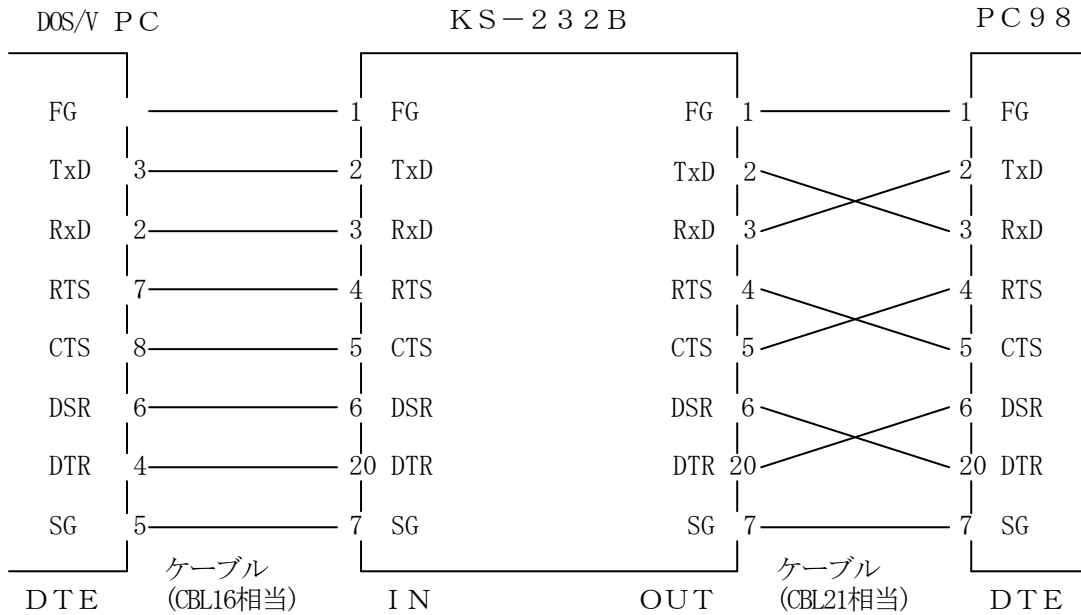 DOS/V ＰＣ ＫＳ－２３２Ｂ ＰＣ９８
FG 1 FG FG 1 1 FG
TxD 3 2 TxD TxD 2 2 TxD
RxD 2 3 RxD RxD 3 3 RxD
RTS 7 4 RTS RTS 4 4 RTS
CTS 8 5 CTS CTS 5 5 CTS
DSR 6 6 DSR DSR 6 6 DSR
DTR 4 20 DTR DTR 20 20 DTR
SG 5 7 SG SG 7 7 SG
ケーブル ケーブル
ＤＴＥ (CBL16相当) ＩＮ ＯＵＴ (CBL21相当) ＤＴＥ